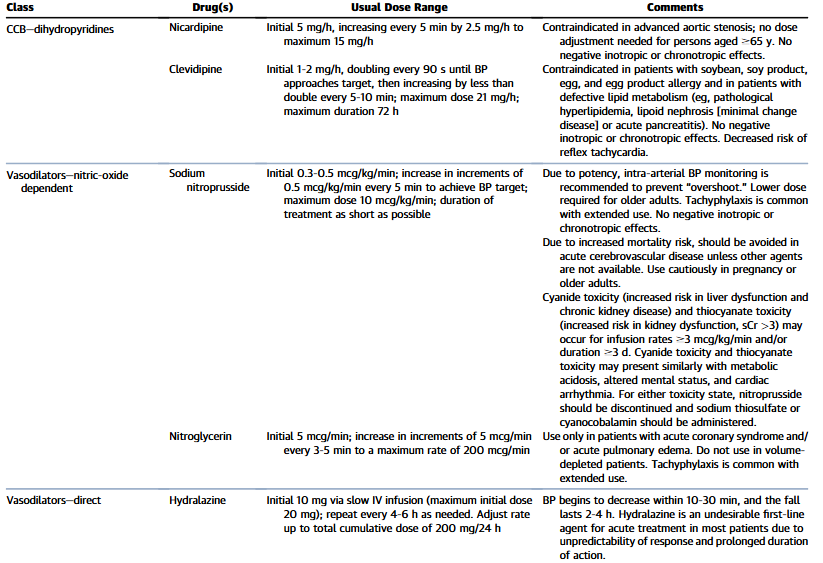 Class Drug(s) Usual Dose Range Comments
CCB—dihydropyridines Nicardipine Initial 5 mg/h, increasing every 5 min by 2.5 mg/h to
maximum 15 mg/h
Contraindicated in advanced aortic stenosis; no dose
adjustment needed for persons aged >65 y. No
negative inotropic or chronotropic effects.
Clevidipine Initial 1-2 mg/h, doubling every 90 s until BP
approaches target, then increasing by less than
double every 5-10 min; maximum dose 21 mg/h;
maximum duration 72 h
Contraindicated in patients with soybean, soy product,
egg, and egg product allergy and in patients with
defective lipid metabolism (eg, pathological
hyperlipidemia, lipoid nephrosis [minimal change
disease] or acute pancreatitis). No negative
inotropic or chronotropic effects. Decreased risk of
reflex tachycardia.
Vasodilators—nitric-oxide
dependent
Sodium
nitroprusside
Initial 0.3-0.5 mcg/kg/min; increase in increments of
0.5 mcg/kg/min every 5 min to achieve BP target;
maximum dose 10 mcg/kg/min; duration of
treatment as short as possible
Due to potency, intra-arterial BP monitoring is
recommended to prevent "overshoot." Lower dose
required for older adults. Tachyphylaxis is common
with extended use. No negative inotropic or
chronotropic effects.
Due to increased mortality risk, should be avoided in
acute cerebrovascular disease unless other agents
are not available. Use cautiously in pregnancy or
older adults.
Cyanide toxicity (increased risk in liver dysfunction and
chronic kidney disease) and thiocyanate toxicity
(increased risk in kidney dysfunction, sCr >3) may
occur for infusion rates ≥3 mcg/kg/min and/or
duration ≥3 d. Cyanide toxicity and thiocyanate
toxicity may present similarly with metabolic
acidosis, altered mental status, and cardiac
arrhythmia. For either toxicity state, nitroprusside
should be discontinued and sodium thiosulfate or
cyanocobalamin should be administered.
Nitroglycerin Initial 5 mcg/min; increase in increments of 5 mcg/min
every 3-5 min to a maximum rate of 200 mcg/min
Use only in patients with acute coronary syndrome and/
or acute pulmonary edema. Do not use in volume-
depleted patients. Tachyphylaxis is common with
extended use.
Vasodilators—direct Hydralazine Initial 10 mg via slow IV infusion (maximum initial dose
20 mg); repeat every 4-6 h as needed. Adjust rate
up to total cumulative dose of 200 mg/24 h
BP begins to decrease within 10-30 min, and the fall
lasts 2-4 h. Hydralazine is an undesirable first-line
agent for acute treatment in most patients due to
unpredictability of response and prolonged duration
of action.